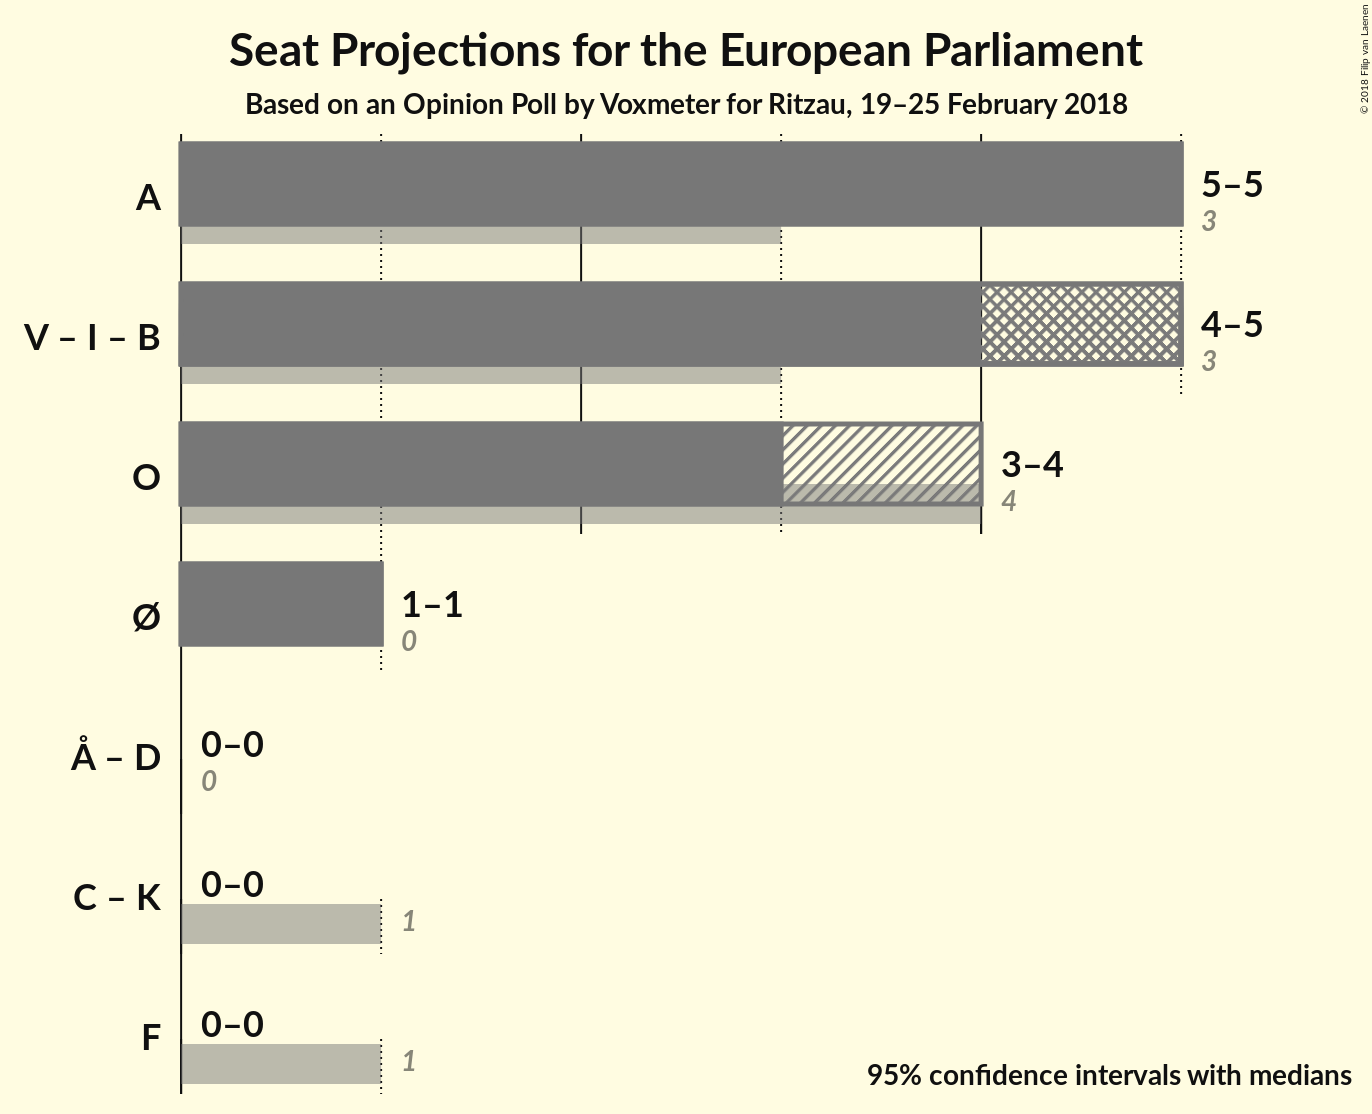 Seat Projections for the European Parliament
Based on an Opinion Poll by Voxmeter for Ritzau, 19–25 February 2018
© 2018 Filip van Laenen
A
5–5
3
V – I – B
4–5
3
O
3–4
4
Ø
1–1
0
Å – D
0–0
0
C – K
0–0
1
F
0–0
1
95% confidence intervals with medians